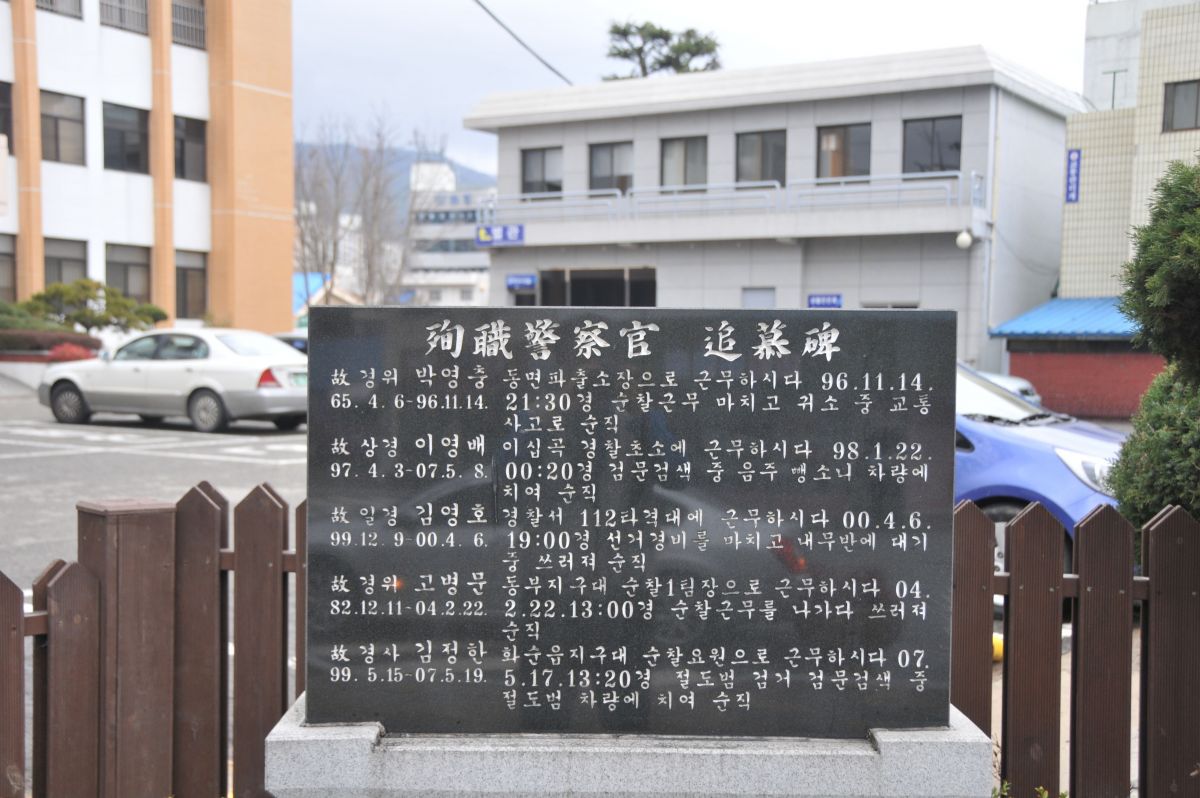 殉職警察官 追慕碑
故 경위 박영충 동면파출소장으로 근무하시다 96.11.14.
65. 4. 6~96.11.14. 21:30경 순찰근무 마치고 귀소 중 교통
사고로 순직
故 상경 이영배 이십곡 경찰초소에 근무하시다 98.1.22.
97. 4. 3~07. 5. 8. 00:20경 검문검색 중 음주 뺑소니 차량에
치여 순직
故 일경 김영호 경찰서 112타격대에 근무하시다 00.4.6.
99. 12. 9~00. 4. 6. 19:00경 선거경비를 마치고 내무반에 대기
중 쓰러져 순직
故 경위 고병문 동부지구대 순찰1팀장으로 근무하시다 04.
82.12.11~04.2.22. 2.22.13:00경 순찰근무를 나가다 쓰러져
순직
故 경사 김정한 화순읍지구대 순찰요원으로 근무하시다 07.
99. 5.15~07.5.19. 5.17.13:20경 절도범 검거 검문검색 중
절도범 차량에 치여 순직
별관